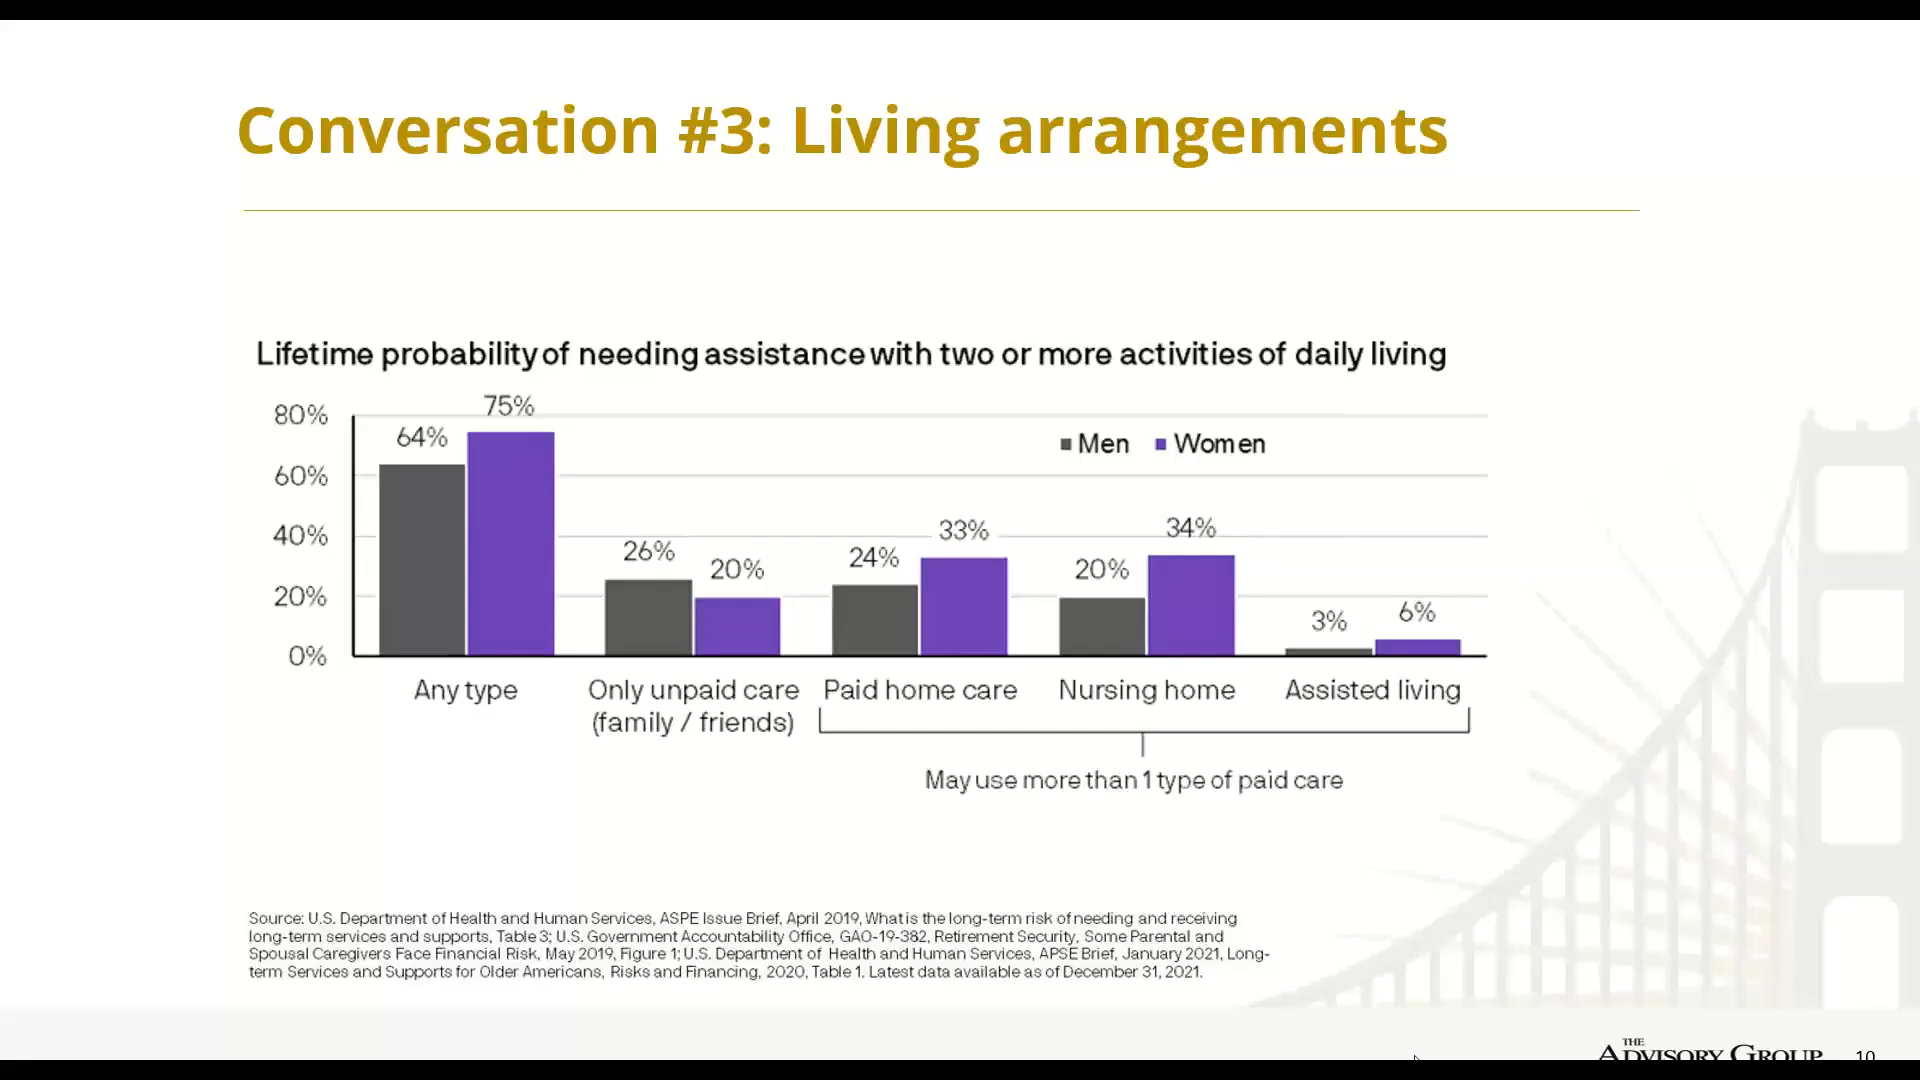 Conversation #3: Living arrangements
Lifetime probability of needing assistance with two or more activities of daily living
80%
60%
40%
20%
0%
64%
75%
26%
20%
24%
33%
20%
34%
3%
6%
Men
Women
Any type
Only unpaid care
(family / friends)
Paid home care
Nursing home
Assisted living
May use more than 1 type of paid care
Source: U.S. Department of Health and Human Services, ASPE Issue Brief, April 2019, What is the long-term risk of needing and receiving
long-term services and supports, Table 3; U.S. Government Accountability Office, GAO-19-382, Retirement Security, Some Parental and
Spousal Caregivers Face Financial Risk, May 2019, Figure 1; U.S. Department of Health and Human Services, APSE Brief, January 2021, Long-
term Services and Supports for Older Americans, Risks and Financing, 2020, Table 1. Latest data available as of December 31, 2021.
THE
ADVISORY GROUP
10